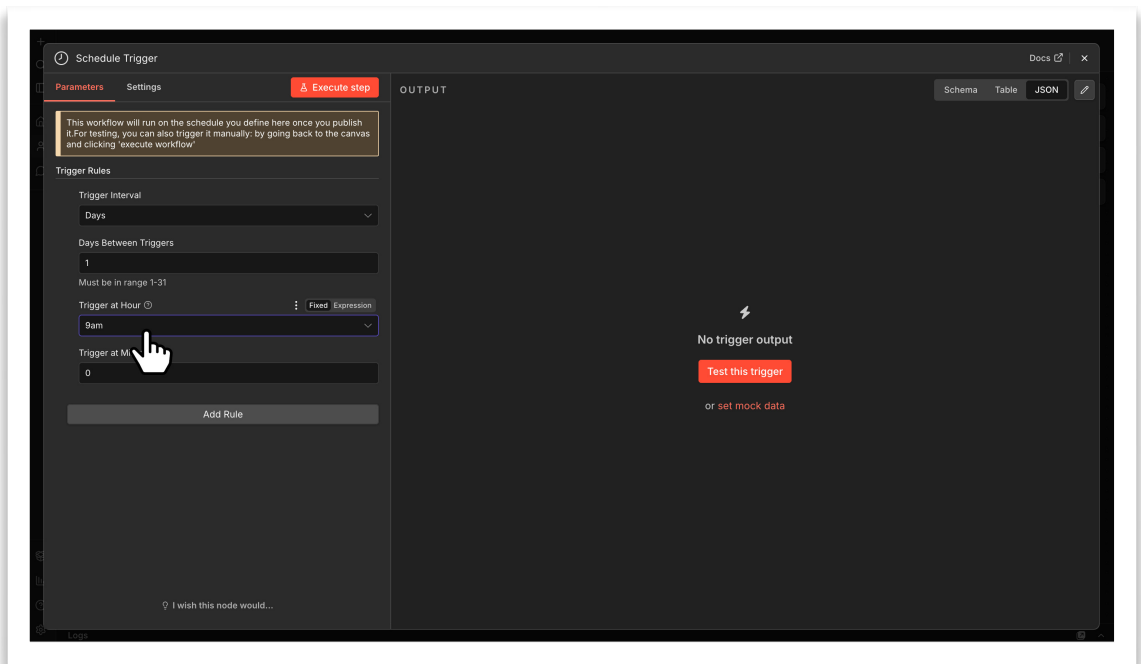 Schedule Trigger
Docs
Parameters
Settings
Execute step
OUTPUT
Schema
Table
JSON
This workflow will run on the schedule you define here once you publish
it.For testing, you can also trigger it manually: by going back to the canvas
and clicking 'execute workflow'
Trigger Rules
Trigger Interval
Days
Days Between Triggers
1
Must be in range 1-31
Trigger at Hour
Fixed
Expression
9am
Trigger at
0
Add Rule
No trigger output
Test this trigger
or set mock data
I wish this node would...
Logs